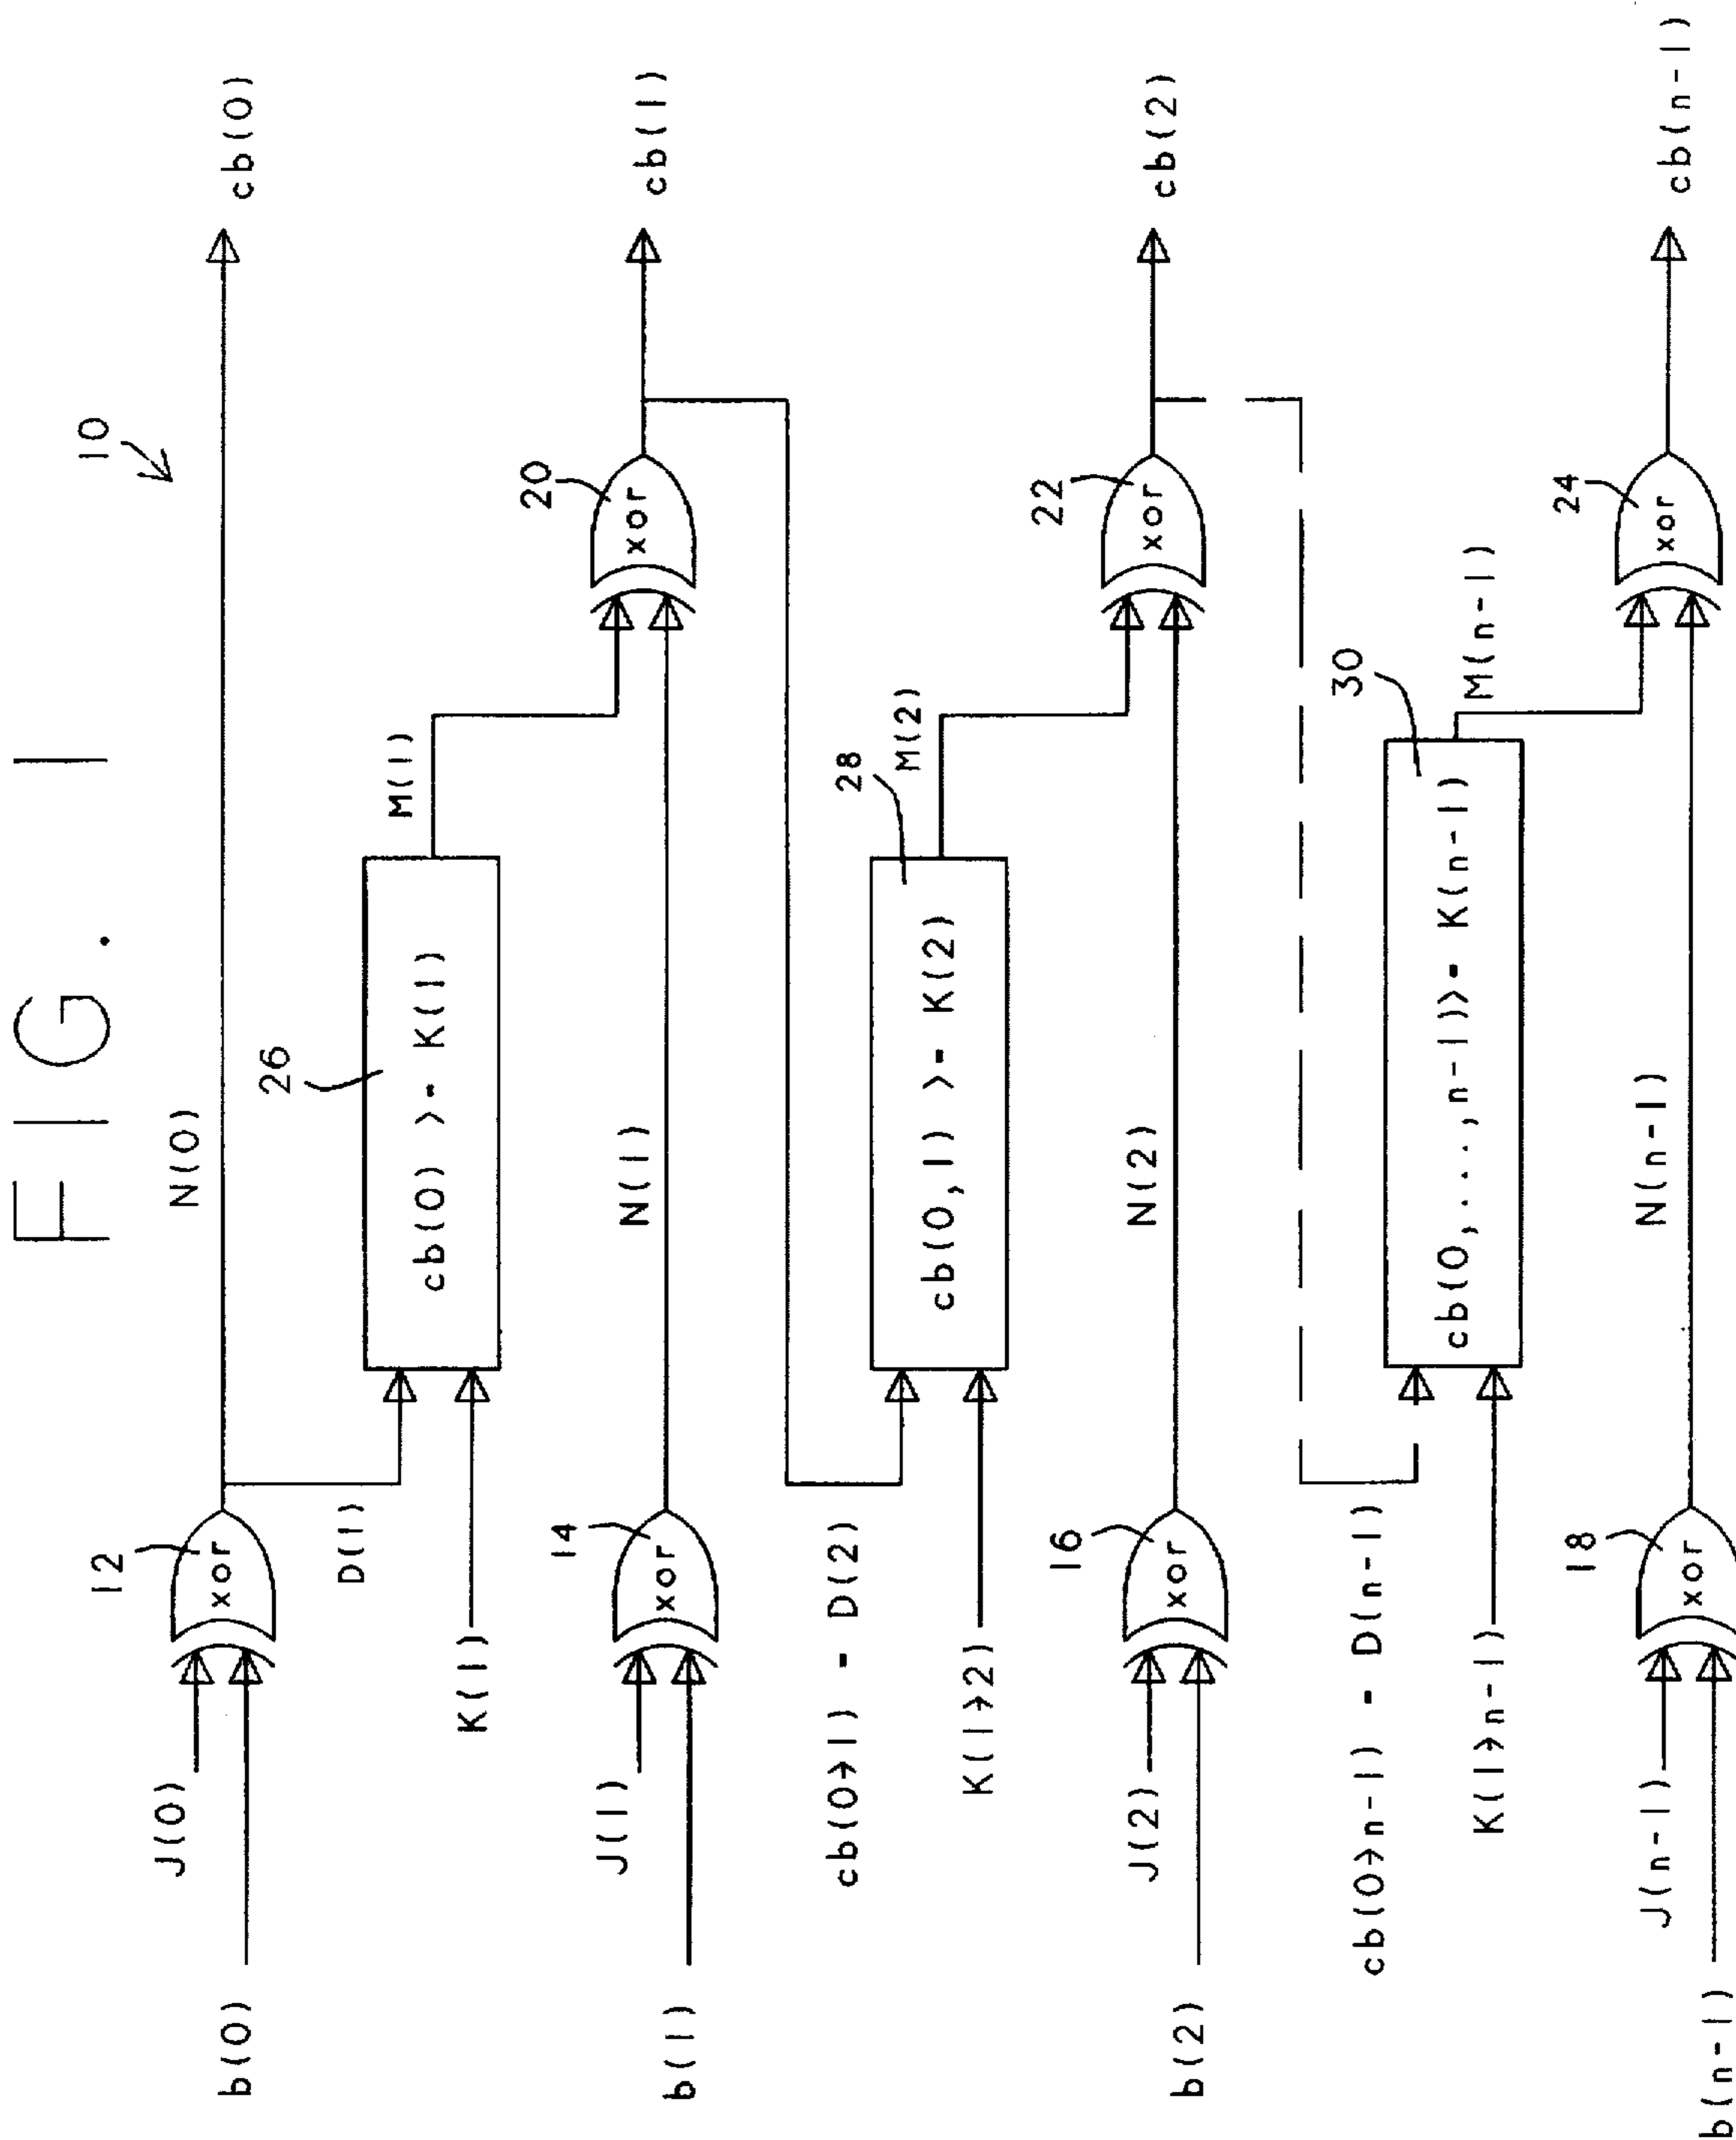 FIG. 1
10
b(0)
J(0)
12
xor
N(0)
cb(0)
D(1)
K(1)
26
cb(0) >= K(1)
M(1)
b(1)
J(1)
14
xor
N(1)
20
xor
cb(1)
cb(0→1) = D(2)
K(1→2)
28
cb(0,1) >= K(2)
M(2)
b(2)
J(2)
16
xor
N(2)
22
xor
cb(2)
cb(0→n-1) = D(n-1)
K(1→n-1)
30
cb(0,...,n-1)>= K(n-1)
M(n-1)
b(n-1)
J(n-1)
18
xor
N(n-1)
24
xor
cb(n-1)